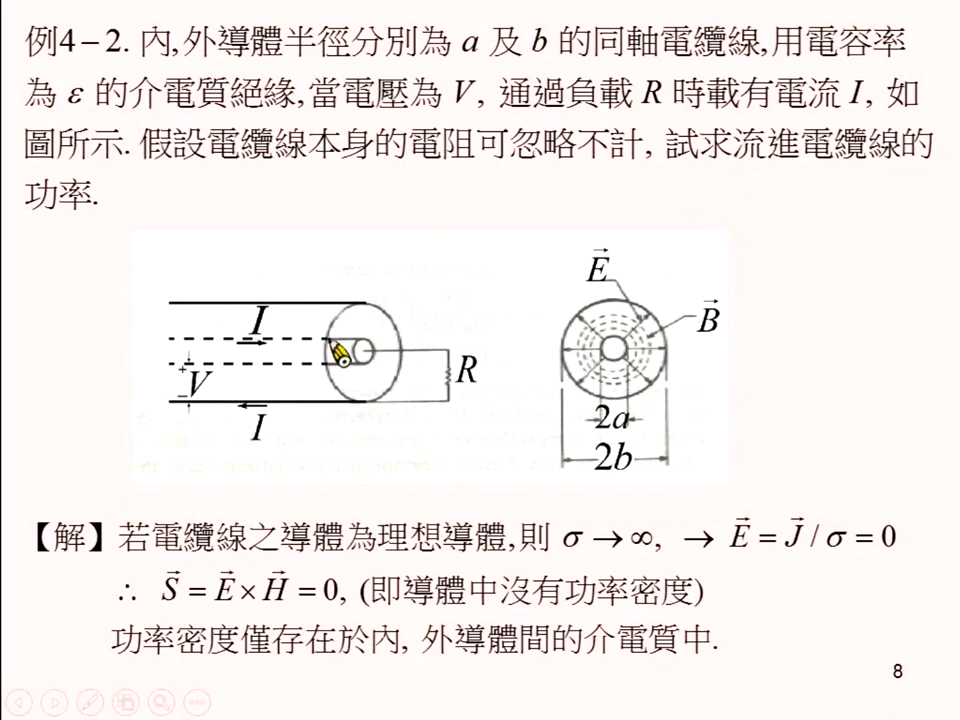 例4－2. 內,外導體半徑分別為 a 及 b 的同軸電纜線,用電容率
為 ε 的介電質絕緣,當電壓為 V, 通過負載 R 時載有電流 I, 如
圖所示. 假設電纜線本身的電阻可忽略不計, 試求流進電纜線的
功率.
I
+
V
−
I
R
E⃗
B⃗
2a
2b
【解】若電纜線之導體為理想導體,則 σ → ∞, → E⃗ = J⃗ / σ = 0
∴ S⃗ = E⃗ × H⃗ = 0, (即導體中沒有功率密度)
功率密度僅存在於內, 外導體間的介電質中.
8